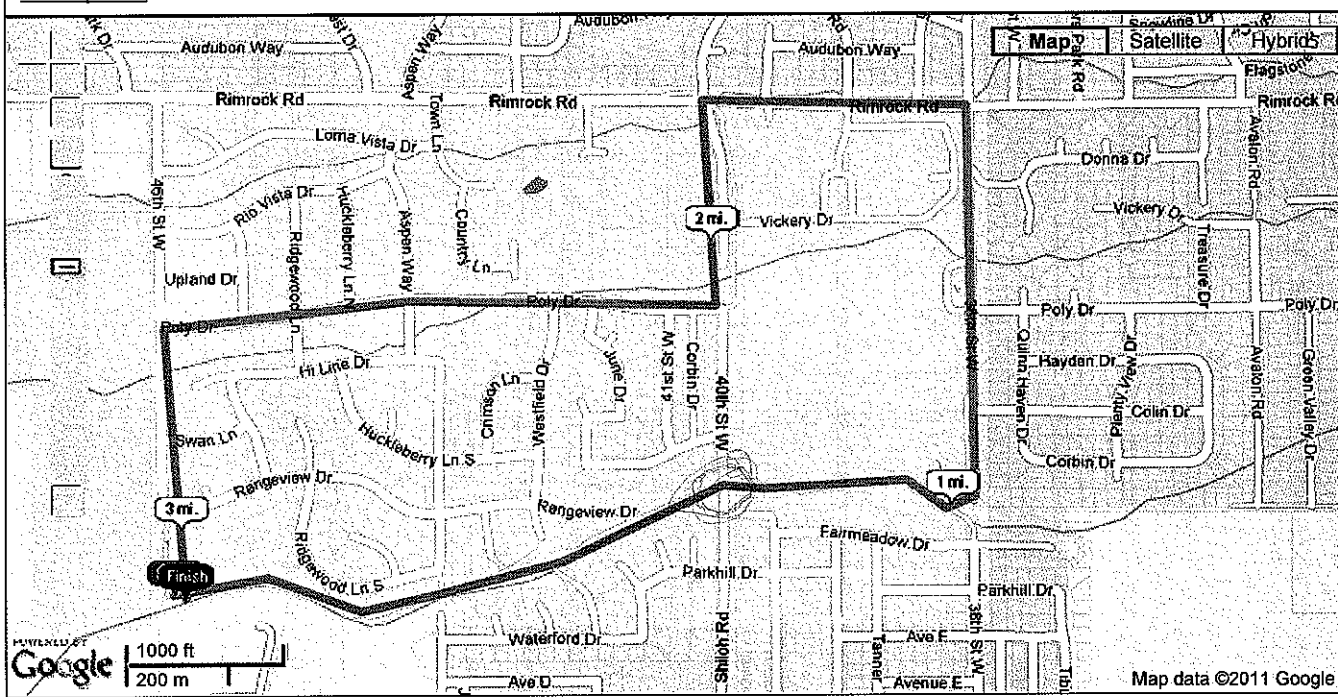 Audubon Way
Aspen Way
Audubon Way
Map
Satellite
Hybrids
Flagstone
Rimrock Rd
Rimrock Rd
Rimrock Rd
Town Ln
Loma Vista Dr
Avalon Rd
Donna Dr
46th St W
Rio Vista Dr
Huckleberry Ln N
Ridgewood Ln
Aspen Way
Country Ln
2 mi.
Vickery Dr
Vickery Dr
Treasure Dr
Upland Dr
Poly Dr
Poly Dr
Poly Dr
Poly Dr
Hi Line Dr
Crimson Ln
Westfield Dr
June Dr
41st St W
Corbin Dr
40th St W
Quinn Haven Dr
Hayden Dr
Plenty View Dr
Avalon Rd
Green Valley Dr
Colin Dr
Swan Ln
Huckleberry Ln S
Corbin Dr
Rangeview Dr
1 mi.
3 mi.
Rangeview Dr
Fairmeadow Dr
Finish
Ridgewood Ln S
Parkhill Dr
Parkhill Dr
POWERED BY
Google
1000 ft
200 m
Waterford Dr
Shiloh Rd
Tanner
38th St W
Ave E
Ave D
Avenue E
Map data ©2011 Google